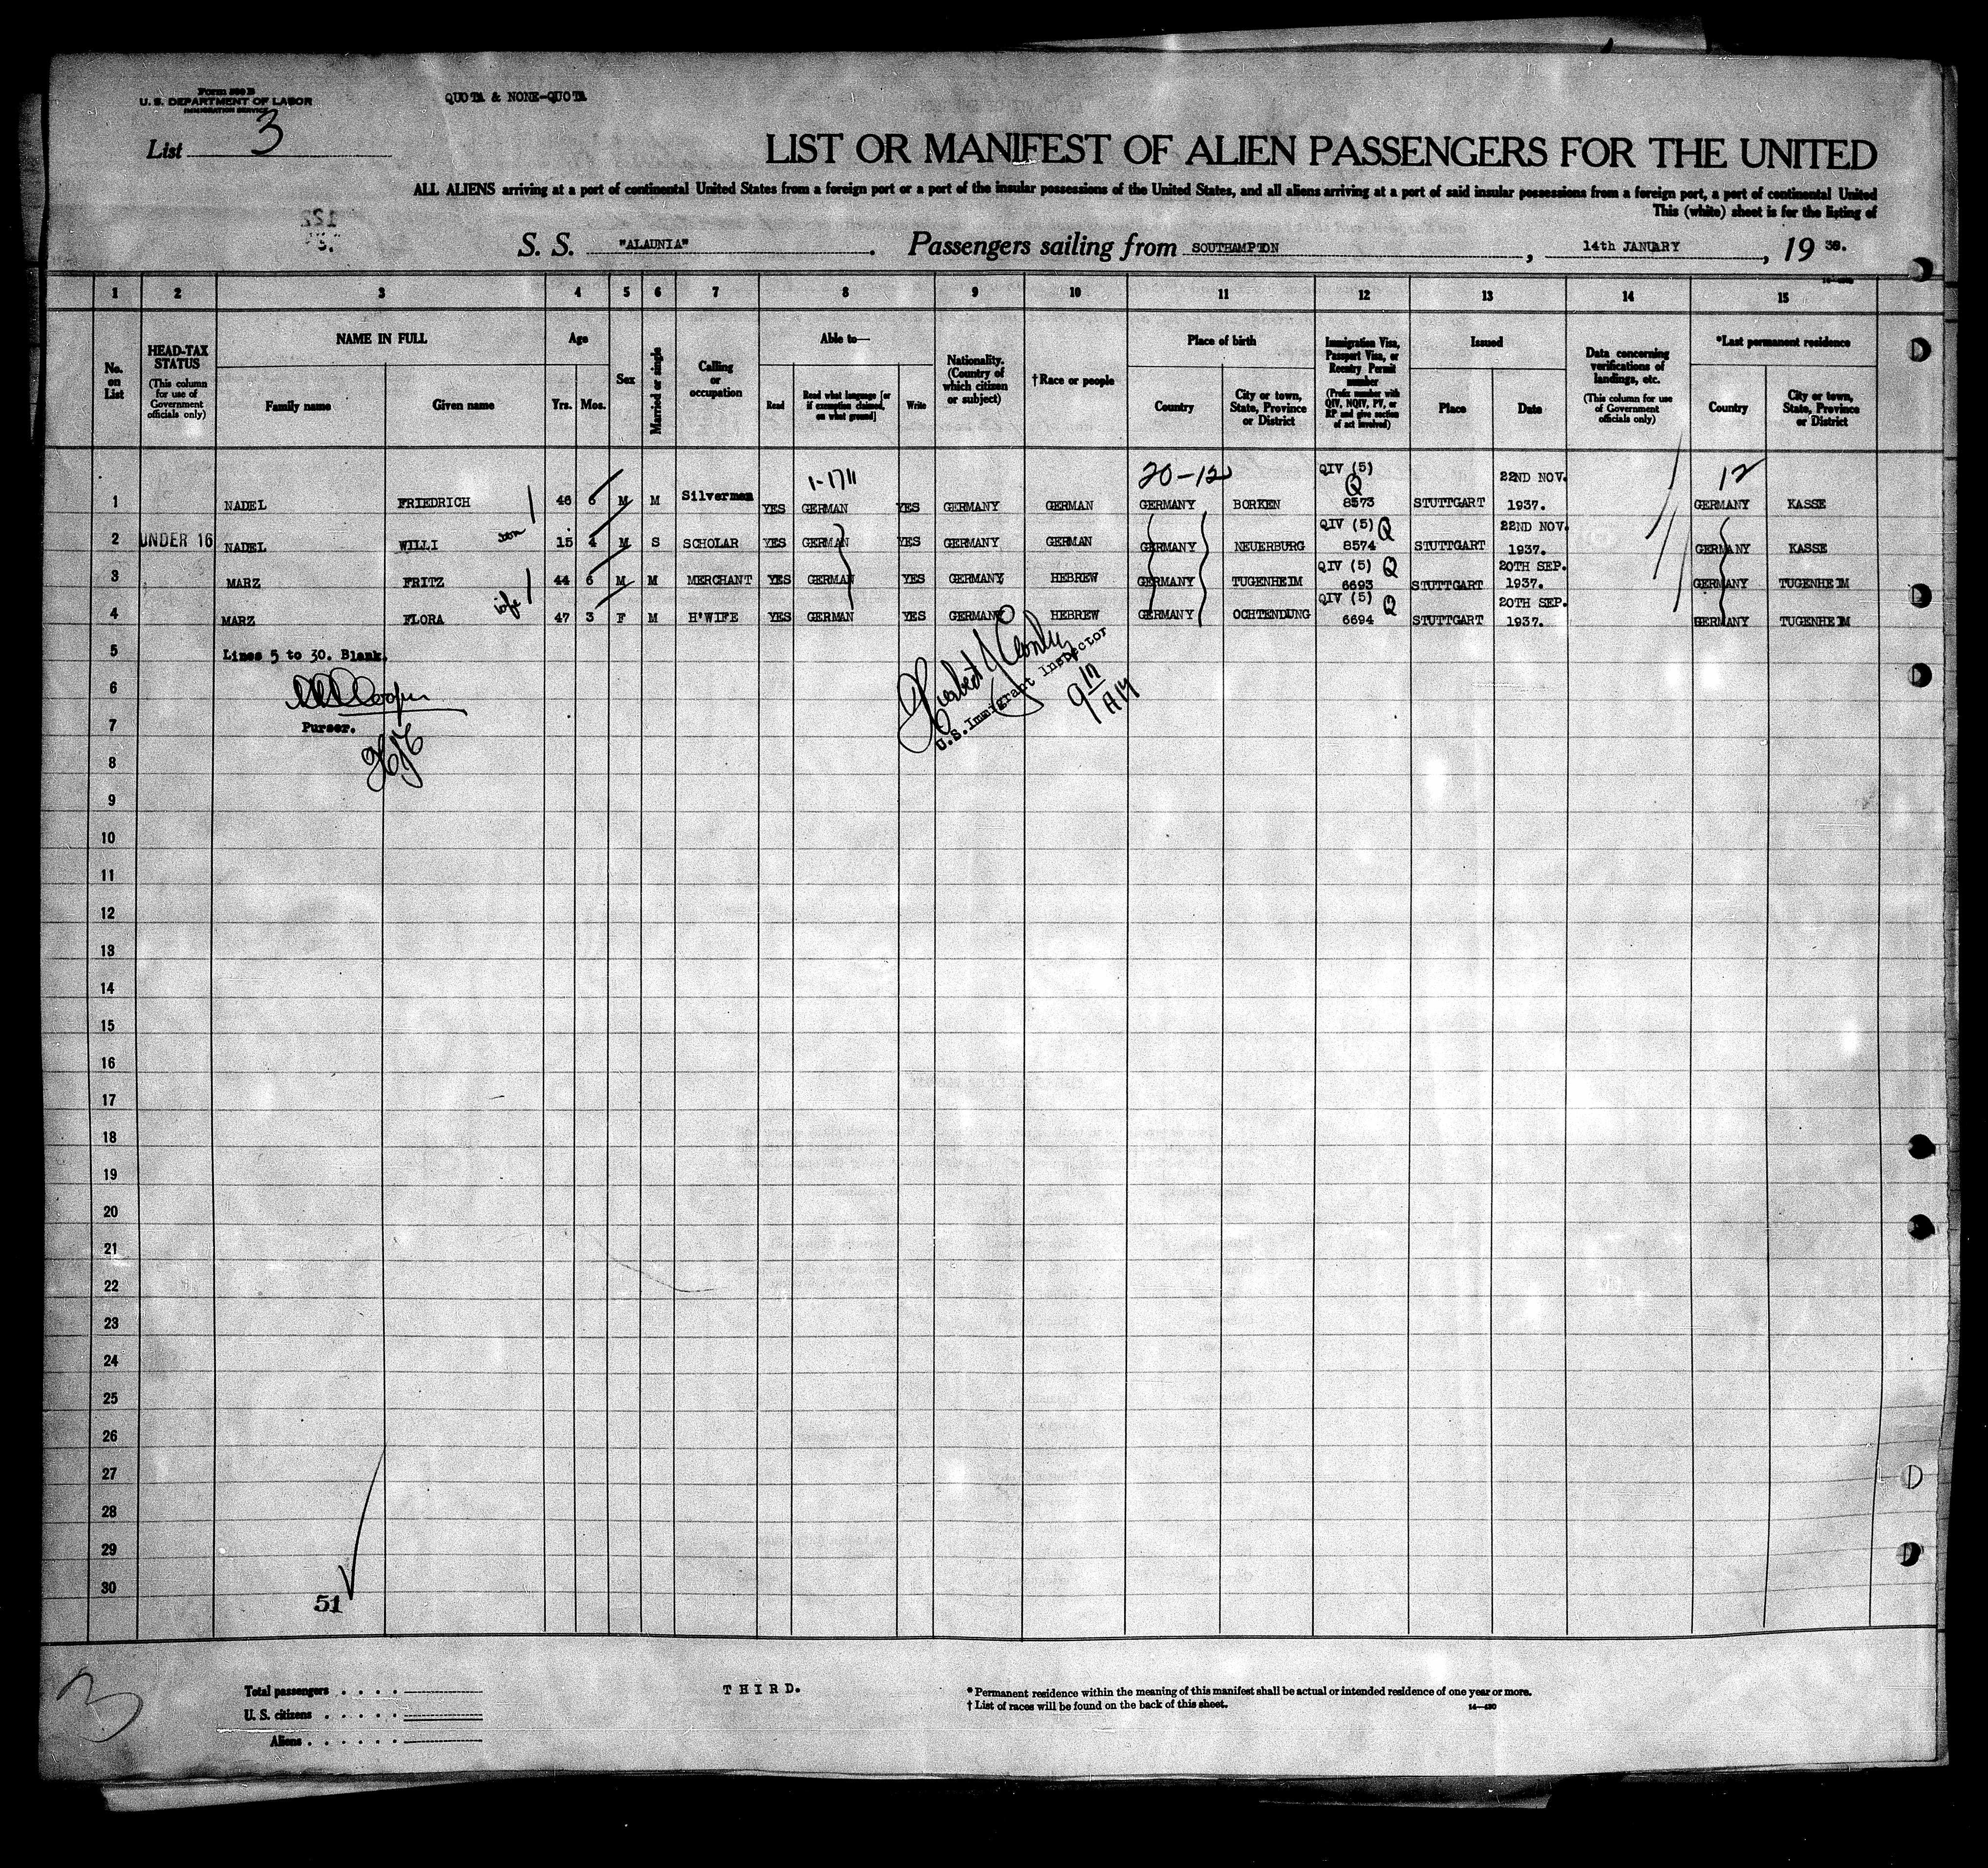 Form 500 B
U. S. DEPARTMENT OF LABOR
IMMIGRATION SERVICE
QUOTA & NONE-QUOTA
List 3
LIST OR MANIFEST OF ALIEN PASSENGERS FOR THE UNITED
ALL ALIENS arriving at a port of continental United States from a foreign port or a port of the insular possessions of the United States, and all aliens arriving at a port of said insular possessions from a foreign port, a port of continental United
This (white) sheet is for the listing of
S. S. "ALAUNIA". Passengers sailing from SOUTHAMPTON, 14th JANUARY, 19 38.
1 2 3 4 5 6 7 8 9 10 11 12 13 14 15
No. on List
HEAD-TAX STATUS (This column for use of Government officials only)
NAME IN FULL
Family name Given name
Age
Yrs. Mos.
Sex
Married or single
Calling or occupation
Able to—
Read Read what language [or if exemption claimed, on what ground] Write
Nationality. (Country of which citizen or subject)
†Race or people
Place of birth
Country City or town, State, Province or District
Immigration Visa, Passport Visa, or Reentry Permit number (Prefix number with QIV, NQIV, PV, or RP and give section of act involved)
Issued
Place Date
Data concerning verifications of landings, etc. (This column for use of Government officials only)
*Last permanent residence
Country City or town, State, Province or District
1-1711 20-12 12
1 NADEL FRIEDRICH 46 6 M M Silverman YES GERMAN YES GERMANY GERMAN GERMANY BORKEN QIV (5) Q 8573 STUTTGART 22ND NOV. 1937. GERMANY KASSE
2 UNDER 16 NADEL WILLI son 15 4 M S SCHOLAR YES GERMAN YES GERMANY GERMAN GERMANY NEUERBURG QIV (5) Q 8574 STUTTGART 22ND NOV. 1937. GERMANY KASSE
3 MARZ FRITZ 44 6 M M MERCHANT YES GERMAN YES GERMANY HEBREW GERMANY TUGENHEIM QIV (5) Q 6693 STUTTGART 20TH SEP. 1937. GERMANY TUGENHEIM
4 MARZ FLORA wife 47 3 F M H'WIFE YES GERMAN YES GERMANY HEBREW GERMANY OCHTENDUNG QIV (5) Q 6694 STUTTGART 20TH SEP. 1937. GERMANY TUGENHEIM
5 Lines 5 to 30. Blank.
6
7 Purser.
U.S. Immigrant Inspector
8
9
10
11
12
13
14
15
16
17
18
19
20
21
22
23
24
25
26
27
28
29
30
51
3
Total passengers . . . .
U. S. citizens . . . . .
Aliens . . . . . .
THIRD.
* Permanent residence within the meaning of this manifest shall be actual or intended residence of one year or more.
† List of races will be found on the back of this sheet.